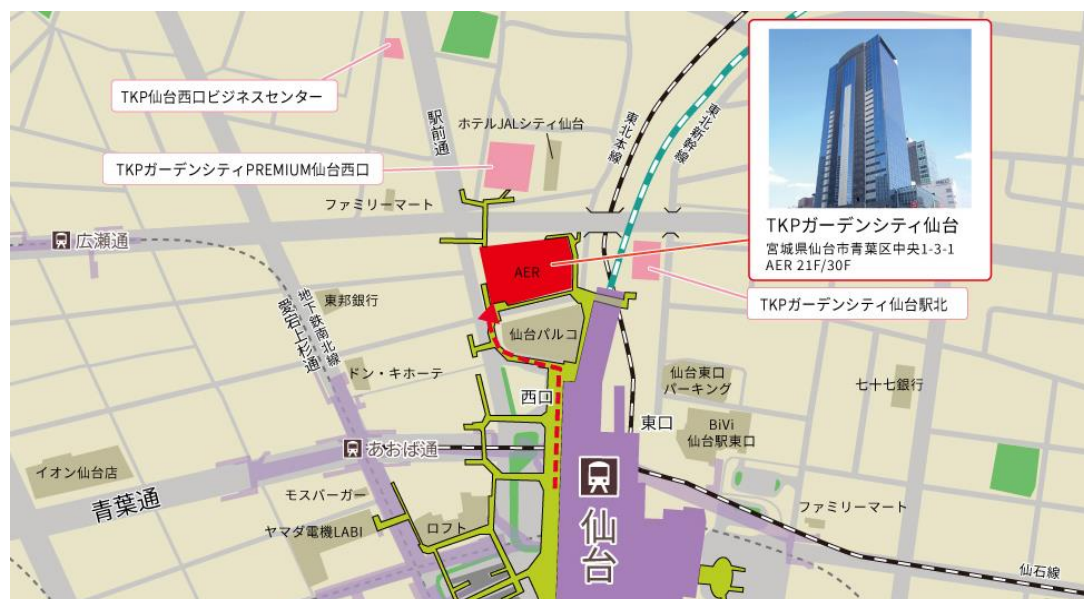 TKP仙台西口ビジネスセンター
TKPガーデンシティPREMIUM仙台西口
駅前通
ホテルJALシティ仙台
東北本線
東北新幹線
TKPガーデンシティ仙台
宮城県仙台市青葉区中央1-3-1
AER 21F/30F
TKPガーデンシティ仙台駅北
ファミリーマート
広瀬通
AER
東邦銀行
地下鉄南北線
愛宕上杉通
仙台パルコ
ドン・キホーテ
西口
仙台東口
パーキング
七十七銀行
東口
BiVi
仙台駅東口
あおば通
イオン仙台店
青葉通
モスバーガー
ヤマダ電機LABI
ロフト
仙台
ファミリーマート
仙石線